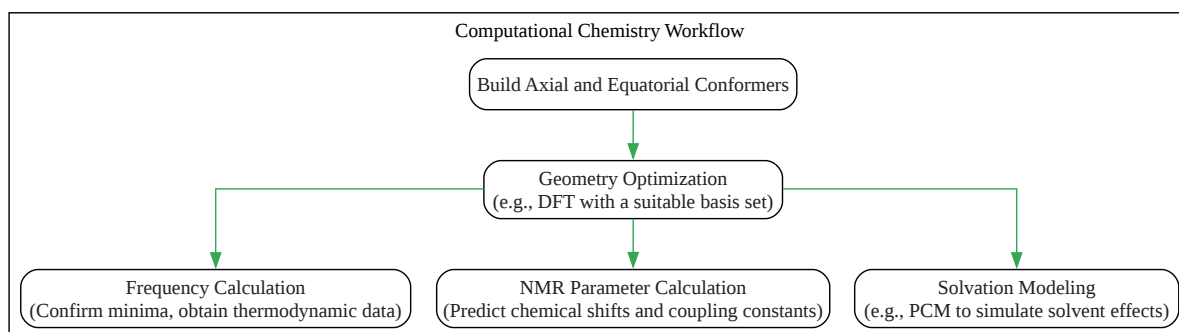 Computational Chemistry Workflow
Build Axial and Equatorial Conformers
Geometry Optimization
(e.g., DFT with a suitable basis set)
Frequency Calculation
(Confirm minima, obtain thermodynamic data)
NMR Parameter Calculation
(Predict chemical shifts and coupling constants)
Solvation Modeling
(e.g., PCM to simulate solvent effects)